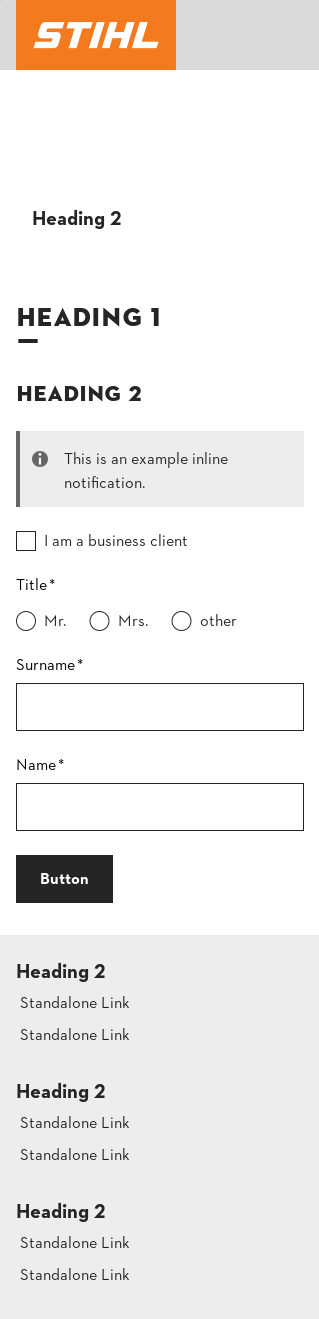 STIHL
Heading 2
HEADING 1
HEADING 2
This is an example inline
notification.
I am a business client
Title*
Mr. Mrs. other
Surname*
Name*
Button
Heading 2
Standalone Link
Standalone Link
Heading 2
Standalone Link
Standalone Link
Heading 2
Standalone Link
Standalone Link